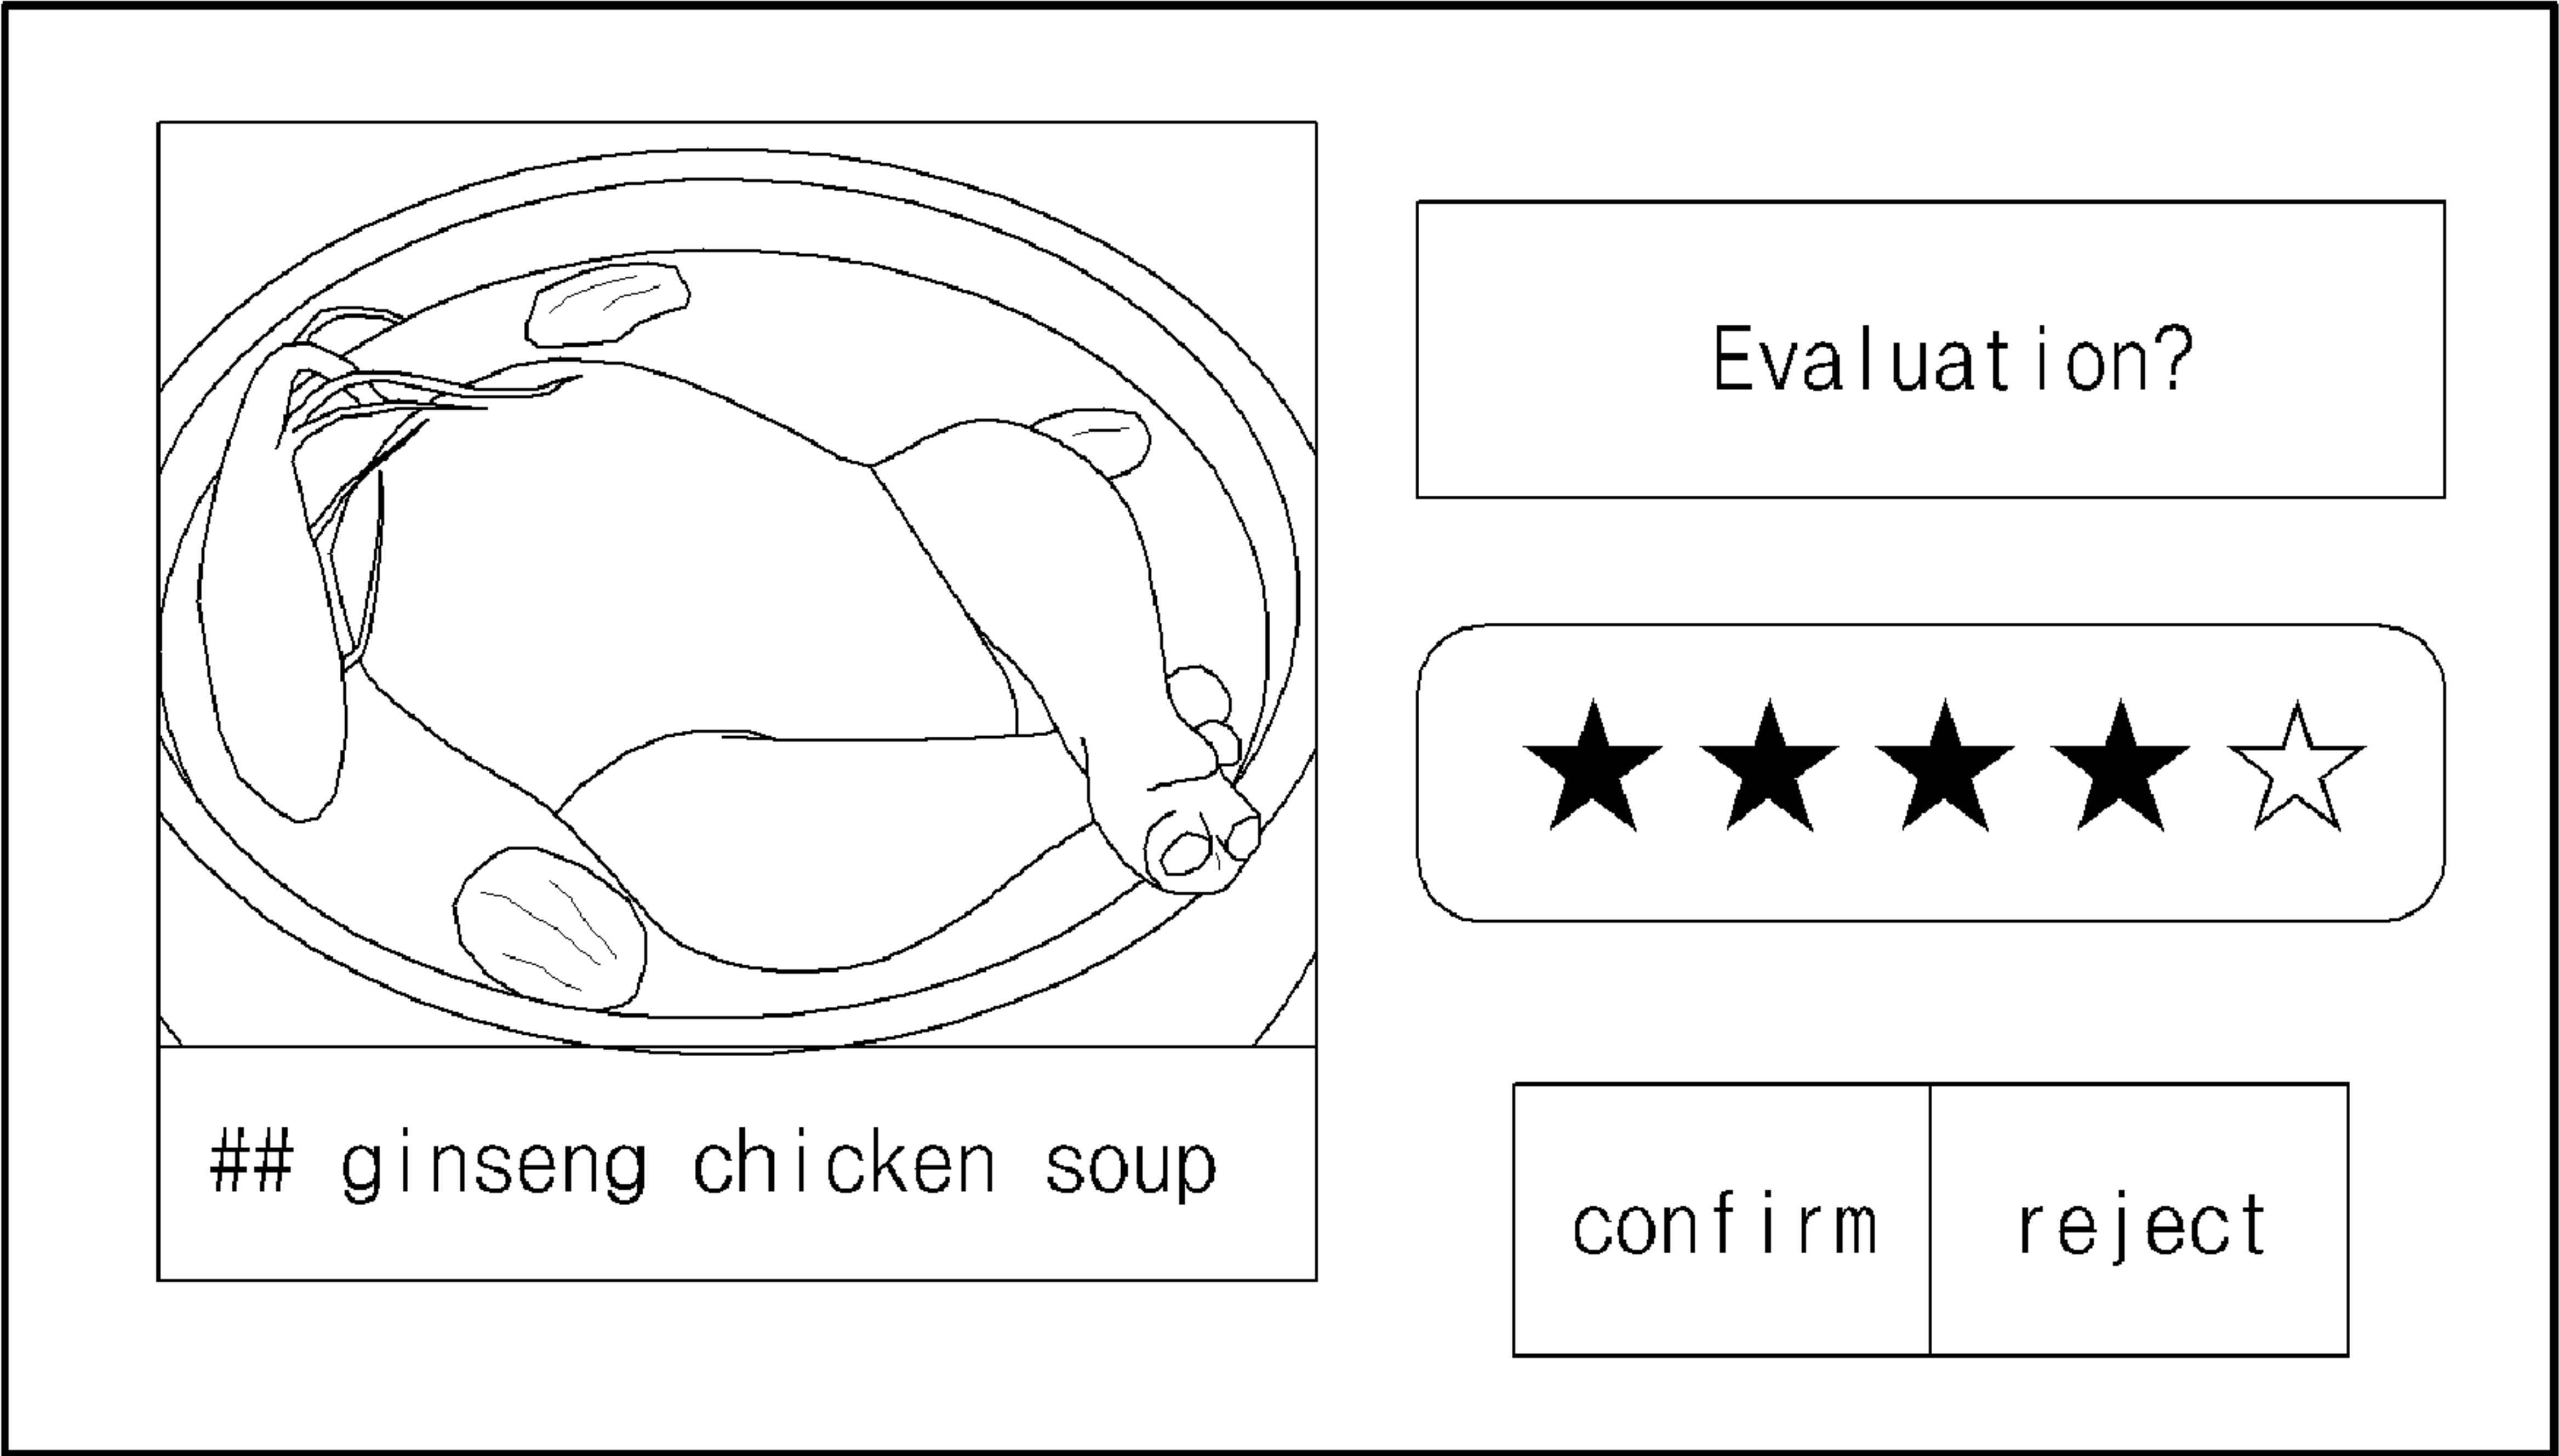 ## ginseng chicken soup
Evaluation?
★★★★☆
confirm reject